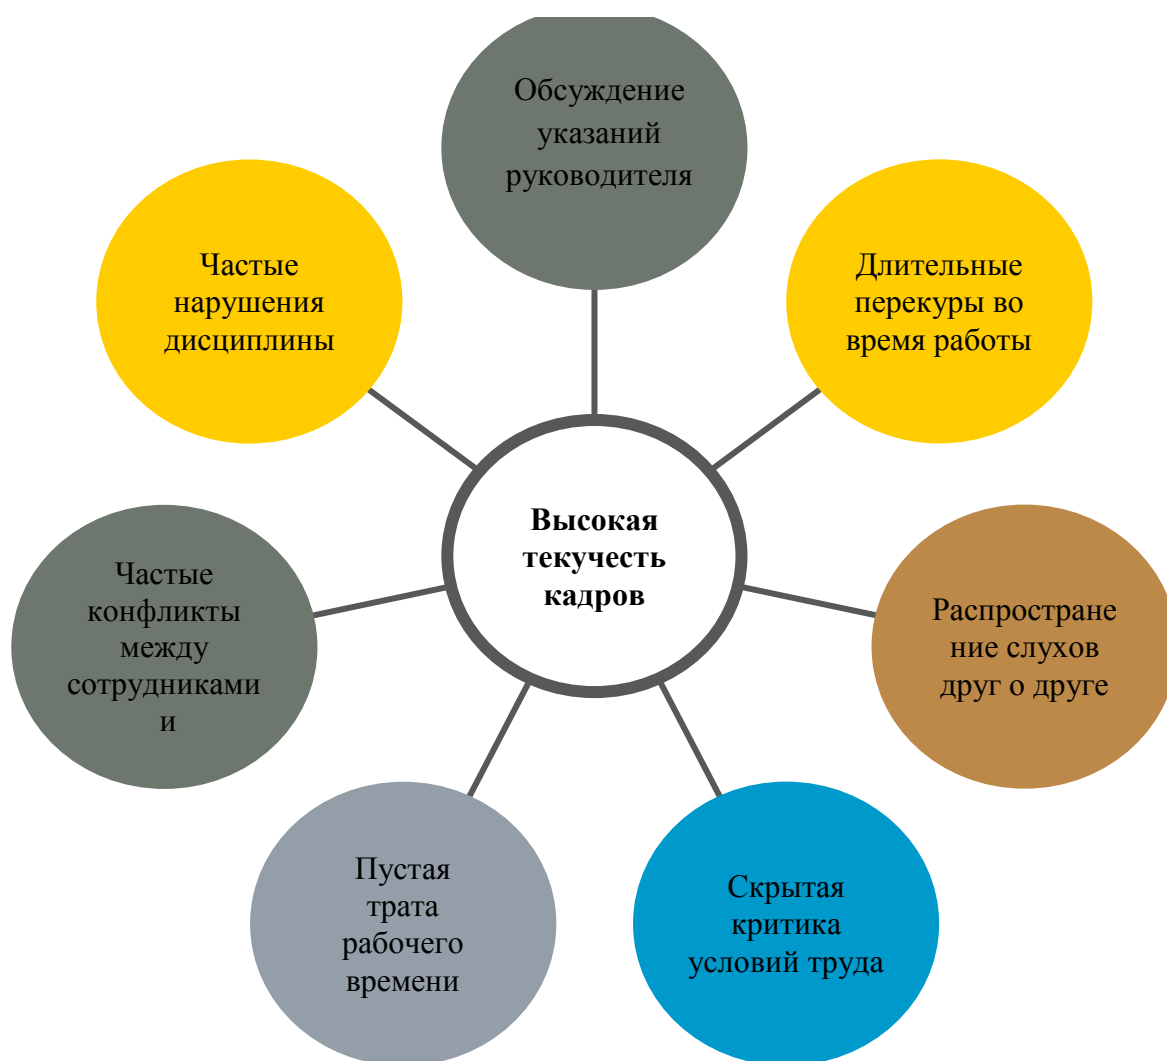 Обсуждение
указаний
руководителя
Длительные
перекуры во
время работы
Распростране
ние слухов
друг о друге
Скрытая
критика
условий труда
Пустая
трата
рабочего
времени
Частые
конфликты
между
сотрудниками
и
Частые
нарушения
дисциплины
Высокая
текучесть
кадров